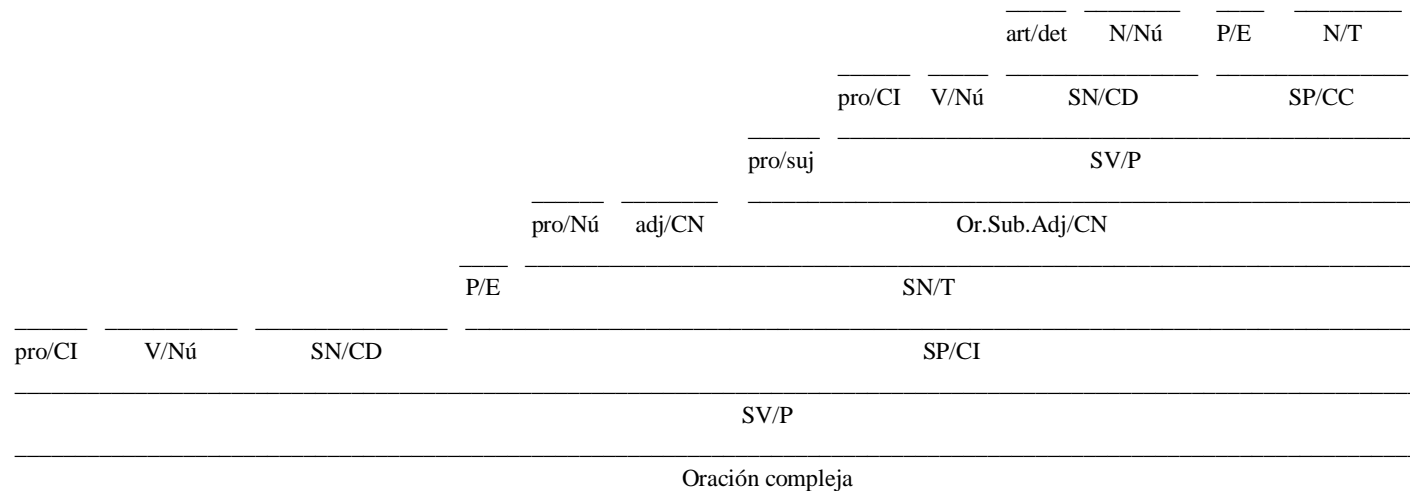 art/det N/Nú P/E N/T
pro/CI V/Nú SN/CD SP/CC
pro/suj SV/P
pro/Nú adj/CN Or.Sub.Adj/CN
P/E SN/T
pro/CI V/Nú SN/CD SP/CI
SV/P
Oración compleja